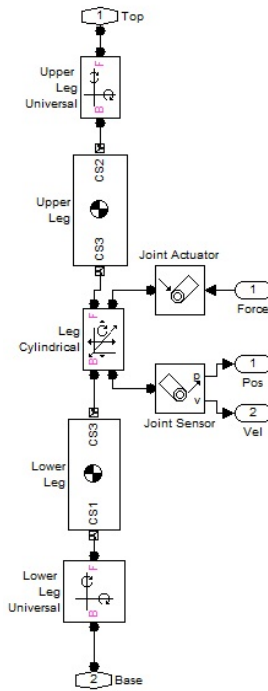 1
Top
Upper
Leg
Universal
F
B
CS2
Upper
Leg
CS3
Joint Actuator
1
Force
Leg
Cylindrical
F
B
p
v
1
Pos
2
Vel
Joint Sensor
CS3
Lower
Leg
CS1
Lower
Leg
Universal
F
B
2
Base